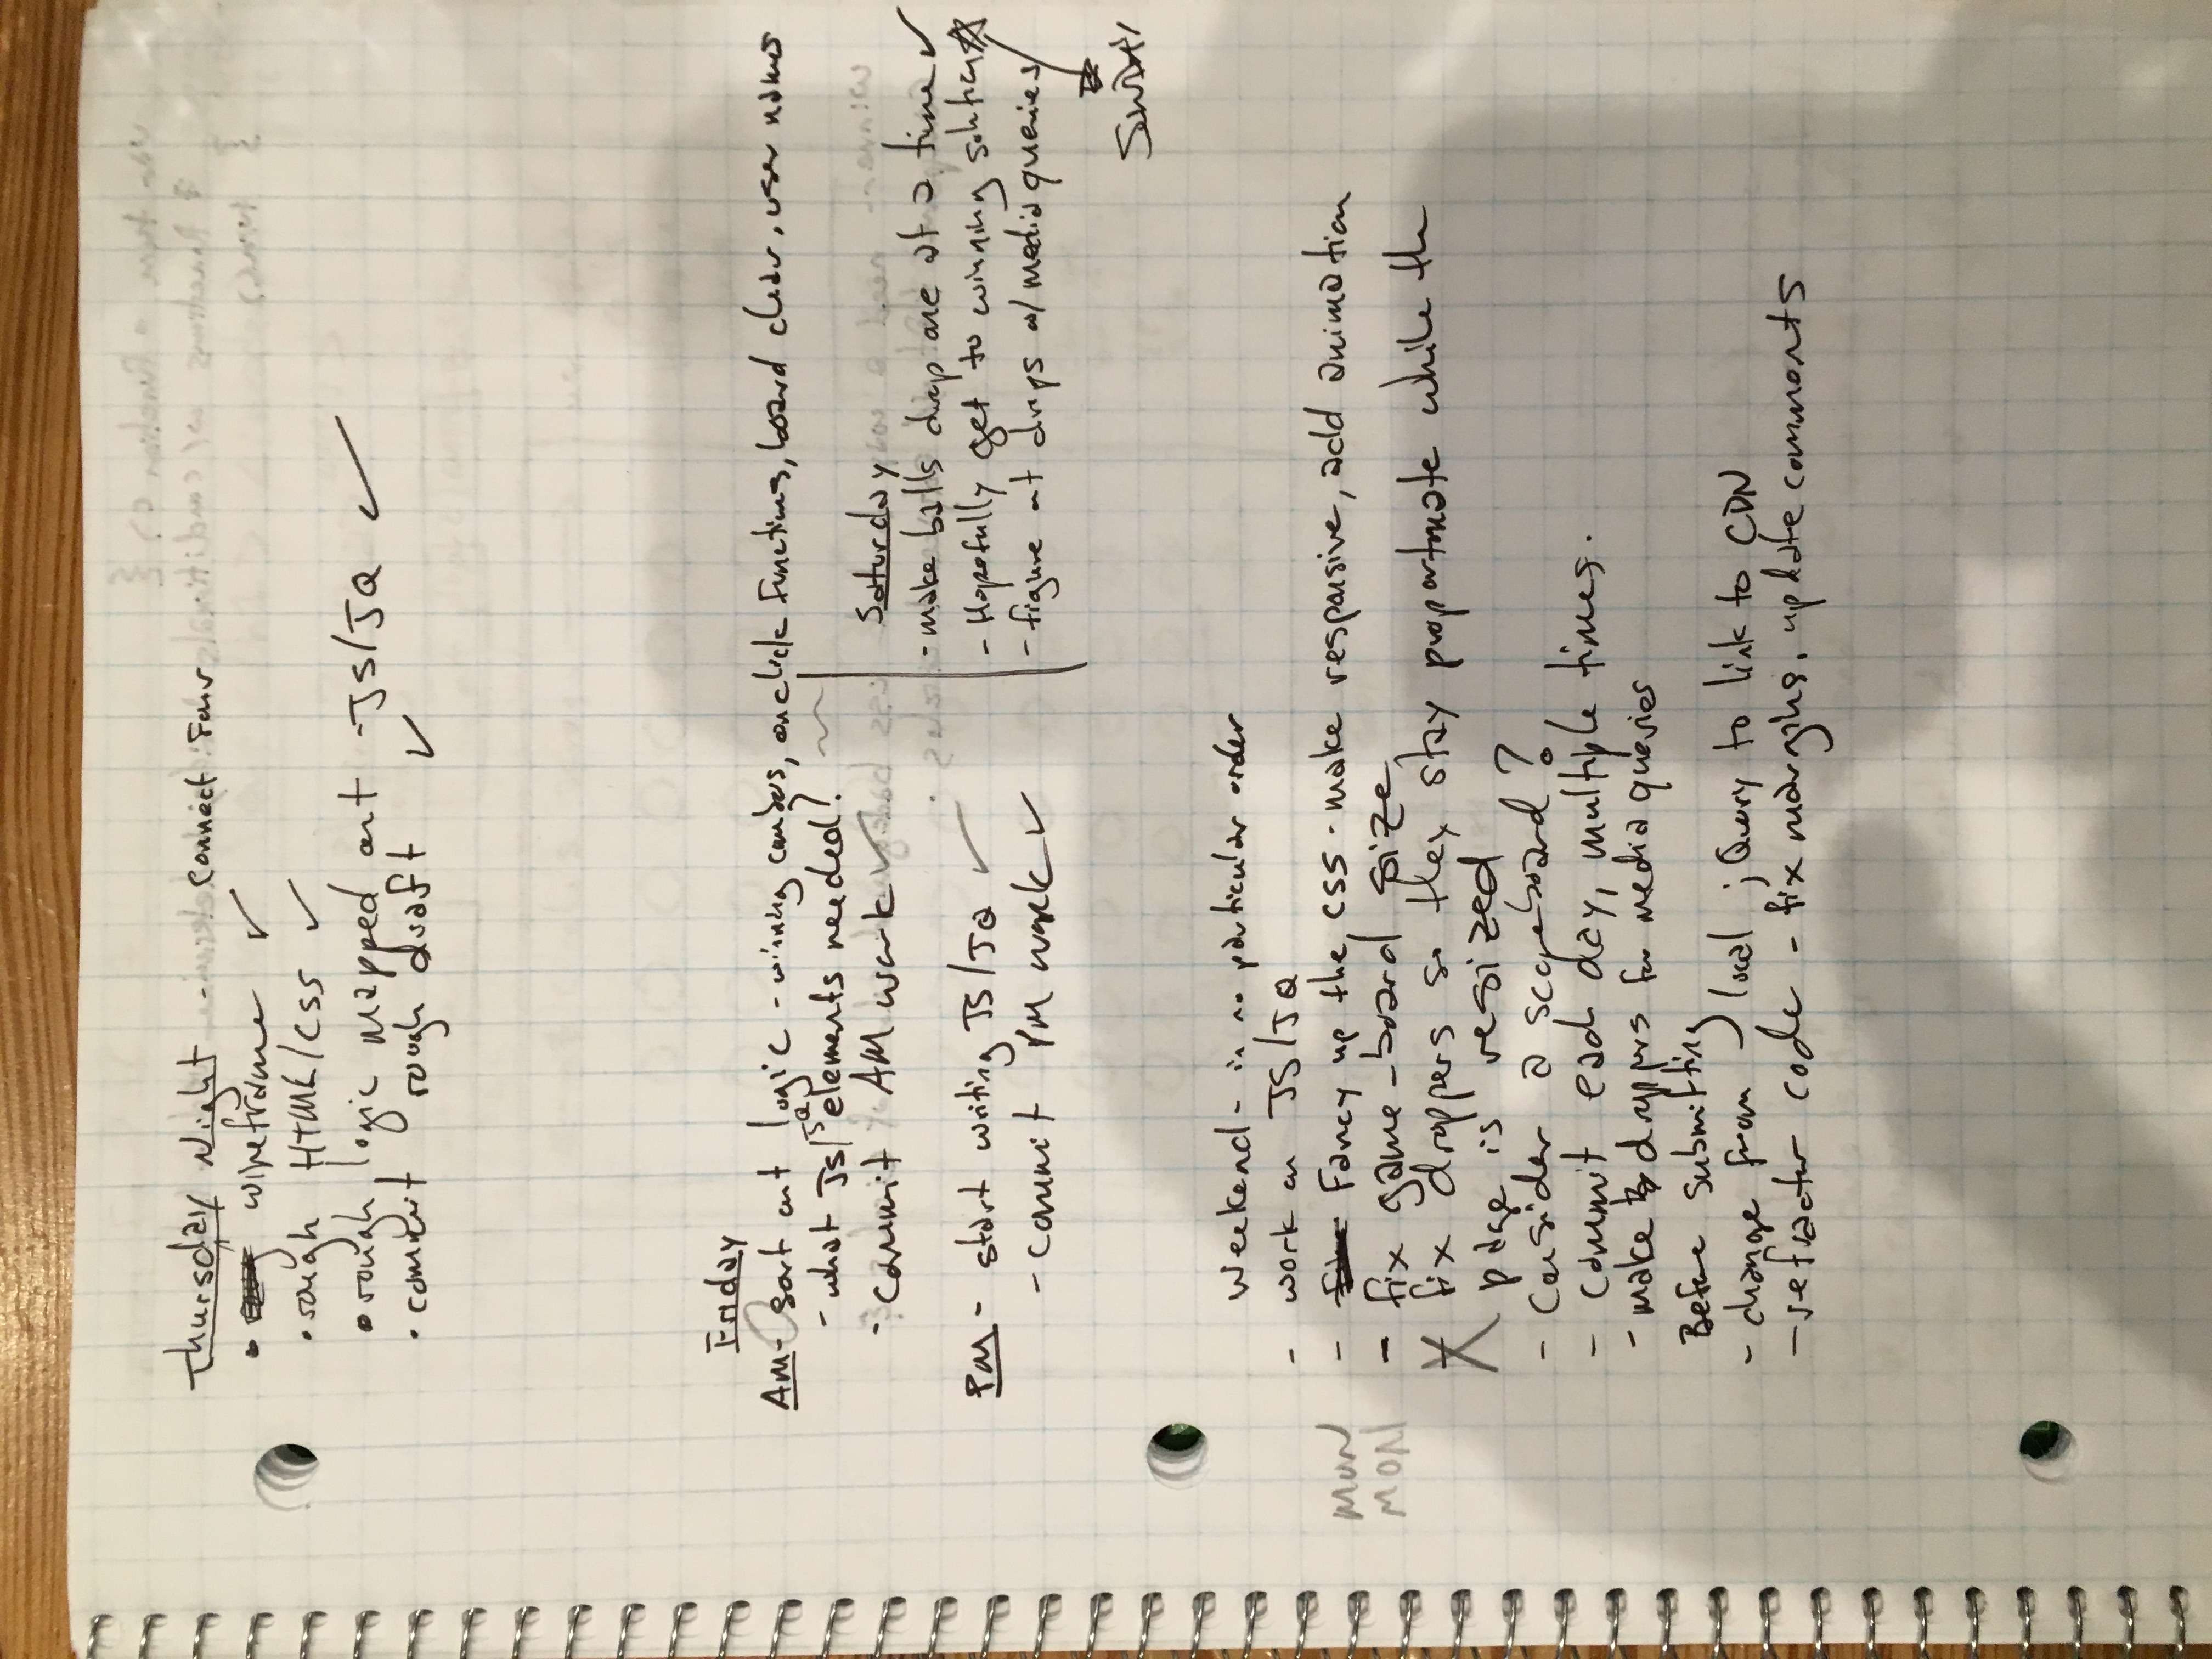 Thursday Night - Connect Four
• wireframe ✓
• rough HTML/CSS ✓
• rough logic mapped out - JS/JQ ✓
• commit rough draft ✓
Friday
AM - sort out logic - winning combos, onclick functions, board clear, user names
- what JS/JQ elements needed?
- commit AM work ✓
PM - start writing JS/JQ ✓
- commit PM work ✓
Saturday
- make balls drop one at a time ✓
- Hopefully get to winning solution ☆
- figure out drops w/ media queries
Sunday
Weekend - in no particular order
- work on JS/JQ
MON - Fancy up the CSS - make responsive, add animation
MON - fix game-board size
X fix droppers so they stay proportionate while the
page is resized
- Consider a scoreboard?
- Commit each day, multiple times.
- make droppers for media queries
Before submitting
- change from local jQuery to link to CDN
- refractor code - fix margins, update comments